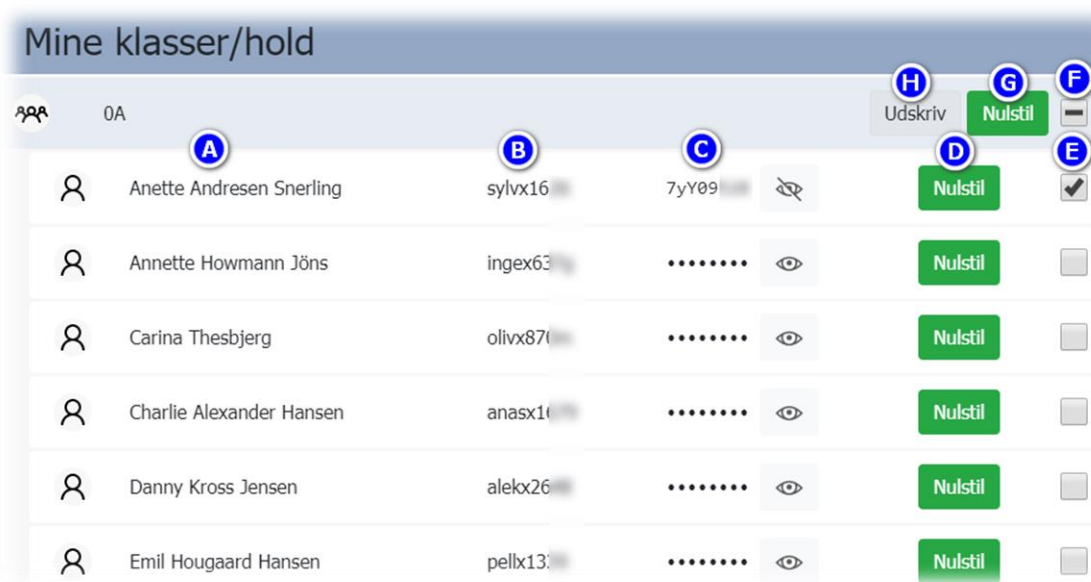 Mine klasser/hold
H G F
0A Udskriv Nulstil
A B C D E
Anette Andresen Snerling sylvx16 7yY09 Nulstil
Annette Howmann Jöns ingex63 •••••••• Nulstil
Carina Thesbjerg olivx87 •••••••• Nulstil
Charlie Alexander Hansen anasx1 •••••••• Nulstil
Danny Kross Jensen alekx26 •••••••• Nulstil
Emil Hougaard Hansen pellx13 •••••••• Nulstil